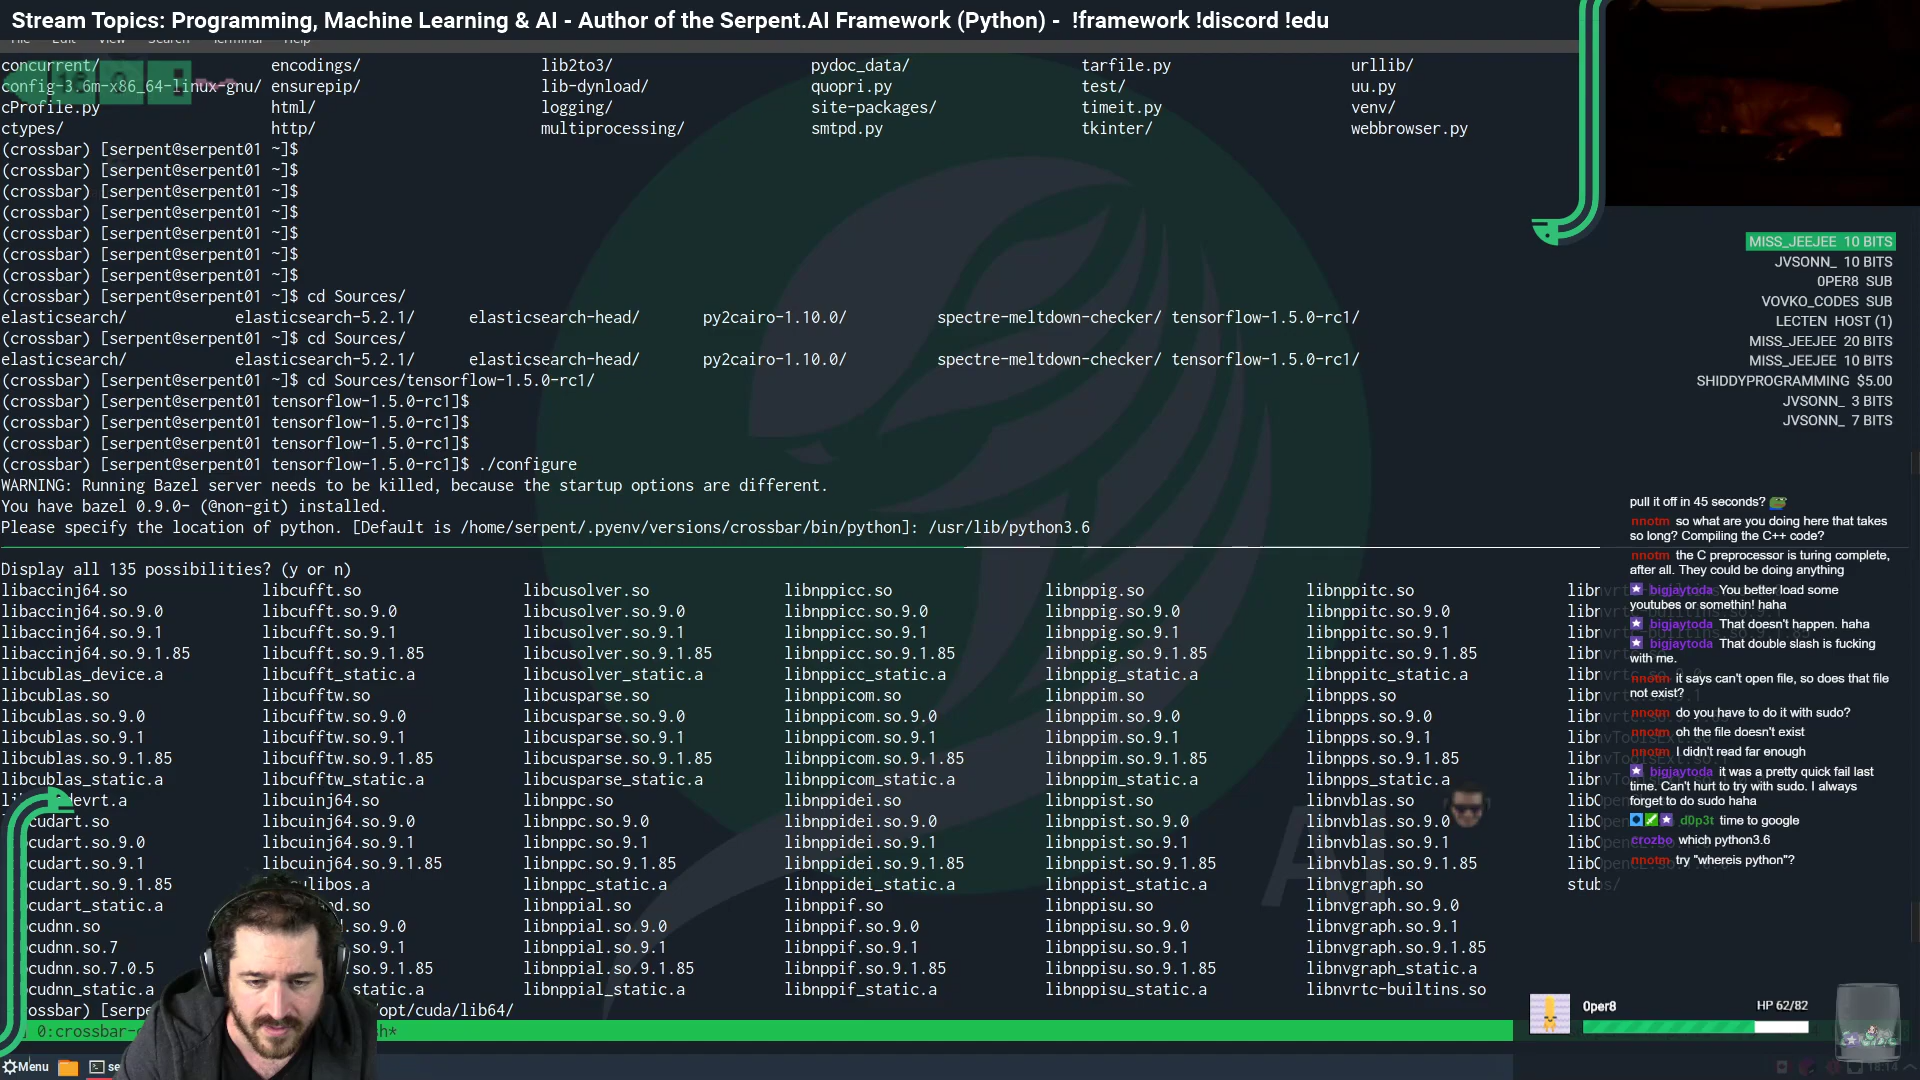 Stream Topics: Programming, Machine Learning & AI - Author of the Serpent.AI Framework (Python) - !framework !discord !edu
File Edit View Search Terminal Help
concurrent/ encodings/ lib2to3/ pydoc_data/ tarfile.py urllib/
config-3.6m-x86_64-linux-gnu/ ensurepip/ lib-dynload/ quopri.py test/ uu.py
cProfile.py html/ logging/ site-packages/ timeit.py venv/
ctypes/ http/ multiprocessing/ smtpd.py tkinter/ webbrowser.py
(crossbar) [serpent@serpent01 ~]$
(crossbar) [serpent@serpent01 ~]$
(crossbar) [serpent@serpent01 ~]$
(crossbar) [serpent@serpent01 ~]$
(crossbar) [serpent@serpent01 ~]$
(crossbar) [serpent@serpent01 ~]$
(crossbar) [serpent@serpent01 ~]$
(crossbar) [serpent@serpent01 ~]$ cd Sources/
elasticsearch/ elasticsearch-5.2.1/ elasticsearch-head/ py2cairo-1.10.0/ spectre-meltdown-checker/ tensorflow-1.5.0-rc1/
(crossbar) [serpent@serpent01 ~]$ cd Sources/
elasticsearch/ elasticsearch-5.2.1/ elasticsearch-head/ py2cairo-1.10.0/ spectre-meltdown-checker/ tensorflow-1.5.0-rc1/
(crossbar) [serpent@serpent01 ~]$ cd Sources/tensorflow-1.5.0-rc1/
(crossbar) [serpent@serpent01 tensorflow-1.5.0-rc1]$
(crossbar) [serpent@serpent01 tensorflow-1.5.0-rc1]$
(crossbar) [serpent@serpent01 tensorflow-1.5.0-rc1]$
(crossbar) [serpent@serpent01 tensorflow-1.5.0-rc1]$ ./configure
WARNING: Running Bazel server needs to be killed, because the startup options are different.
You have bazel 0.9.0- (@non-git) installed.
Please specify the location of python. [Default is /home/serpent/.pyenv/versions/crossbar/bin/python]: /usr/lib/python3.6
Display all 135 possibilities? (y or n)
libaccinj64.so libcufft.so libcusolver.so libnppicc.so libnppig.so libnppitc.so
libaccinj64.so.9.0 libcufft.so.9.0 libcusolver.so.9.0 libnppicc.so.9.0 libnppig.so.9.0 libnppitc.so.9.0
libaccinj64.so.9.1 libcufft.so.9.1 libcusolver.so.9.1 libnppicc.so.9.1 libnppig.so.9.1 libnppitc.so.9.1
libaccinj64.so.9.1.85 libcufft.so.9.1.85 libcusolver.so.9.1.85 libnppicc.so.9.1.85 libnppig.so.9.1.85 libnppitc.so.9.1.85
libcublas_device.a libcufft_static.a libcusolver_static.a libnppicc_static.a libnppig_static.a libnppitc_static.a
libcublas.so libcufftw.so libcusparse.so libnppicom.so libnppim.so libnpps.so
libcublas.so.9.0 libcufftw.so.9.0 libcusparse.so.9.0 libnppicom.so.9.0 libnppim.so.9.0 libnpps.so.9.0
libcublas.so.9.1 libcufftw.so.9.1 libcusparse.so.9.1 libnppicom.so.9.1 libnppim.so.9.1 libnpps.so.9.1
libcublas.so.9.1.85 libcufftw.so.9.1.85 libcusparse.so.9.1.85 libnppicom.so.9.1.85 libnppim.so.9.1.85 libnpps.so.9.1.85
libcublas_static.a libcufftw_static.a libcusparse_static.a libnppicom_static.a libnppim_static.a libnpps_static.a
devrt.a libcuinj64.so libnppc.so libnppidei.so libnppist.so libnvblas.so
cudart.so libcuinj64.so.9.0 libnppc.so.9.0 libnppidei.so.9.0 libnppist.so.9.0 libnvblas.so.9.0
cudart.so.9.0 libcuinj64.so.9.1 libnppc.so.9.1 libnppidei.so.9.1 libnppist.so.9.1 libnvblas.so.9.1
cudart.so.9.1 libcuinj64.so.9.1.85 libnppc.so.9.1.85 libnppidei.so.9.1.85 libnppist.so.9.1.85 libnvblas.so.9.1.85
cudart.so.9.1.85 ulibos.a libnppc_static.a libnppidei_static.a libnppist_static.a libnvgraph.so stubs/
cudart_static.a nd.so libnppial.so libnppif.so libnppisu.so libnvgraph.so.9.0
cudnn.so .so.9.0 libnppial.so.9.0 libnppif.so.9.0 libnppisu.so.9.0 libnvgraph.so.9.1
cudnn.so.7 .so.9.1 libnppial.so.9.1 libnppif.so.9.1 libnppisu.so.9.1 libnvgraph.so.9.1.85
cudnn.so.7.0.5 .so.9.1.85 libnppial.so.9.1.85 libnppif.so.9.1.85 libnppisu.so.9.1.85 libnvgraph_static.a
cudnn_static.a static.a libnppial_static.a libnppif_static.a libnppisu_static.a libnvrtc-builtins.so
ossbar) [serpe /opt/cuda/lib64/
0:crossbar- h*
Menu se
MISS_JEEJEE 10 BITS
JVSONN_ 10 BITS
0PER8 SUB
VOVKO_CODES SUB
LECTEN HOST (1)
MISS_JEEJEE 20 BITS
MISS_JEEJEE 10 BITS
SHIDDYPROGRAMMING $5.00
JVSONN_ 3 BITS
JVSONN_ 7 BITS
pull it off in 45 seconds?
nnotm so what are you doing here that takes
so long? Compiling the C++ code?
nnotm the C preprocessor is turing complete,
after all. They could be doing anything
bigjaytoda You better load some
youtubes or somethin! haha
bigjaytoda That doesn't happen. haha
bigjaytoda That double slash is fucking
with me.
nnotm it says can't open file, so does that file
not exist?
nnotm do you have to do it with sudo?
nnotm oh the file doesn't exist
nnotm I didn't read far enough
bigjaytoda it was a pretty quick fail last
time. Can't hurt to try with sudo. I always
forget to do sudo haha
d0p3t time to google
crozbo which python3.6
nnotm try "whereis python"?
0per8 HP 62/82
18:14
AI